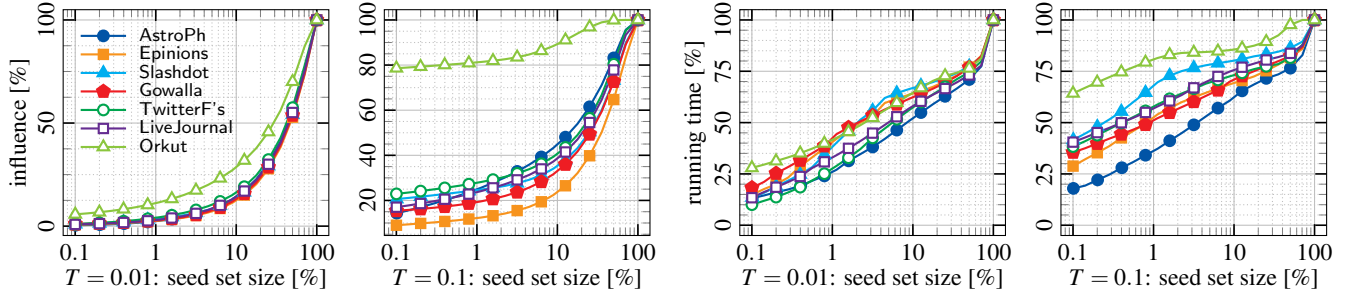 influence [%]
100
50
0
AstroPh
Epinions
Slashdot
Gowalla
TwitterF's
LiveJournal
Orkut
0.1 1 10 100
T = 0.01: seed set size [%]
100
80
60
40
20
0.1 1 10 100
T = 0.1: seed set size [%]
running time [%]
100
75
50
25
0
0.1 1 10 100
T = 0.01: seed set size [%]
100
75
50
25
0
0.1 1 10 100
T = 0.1: seed set size [%]